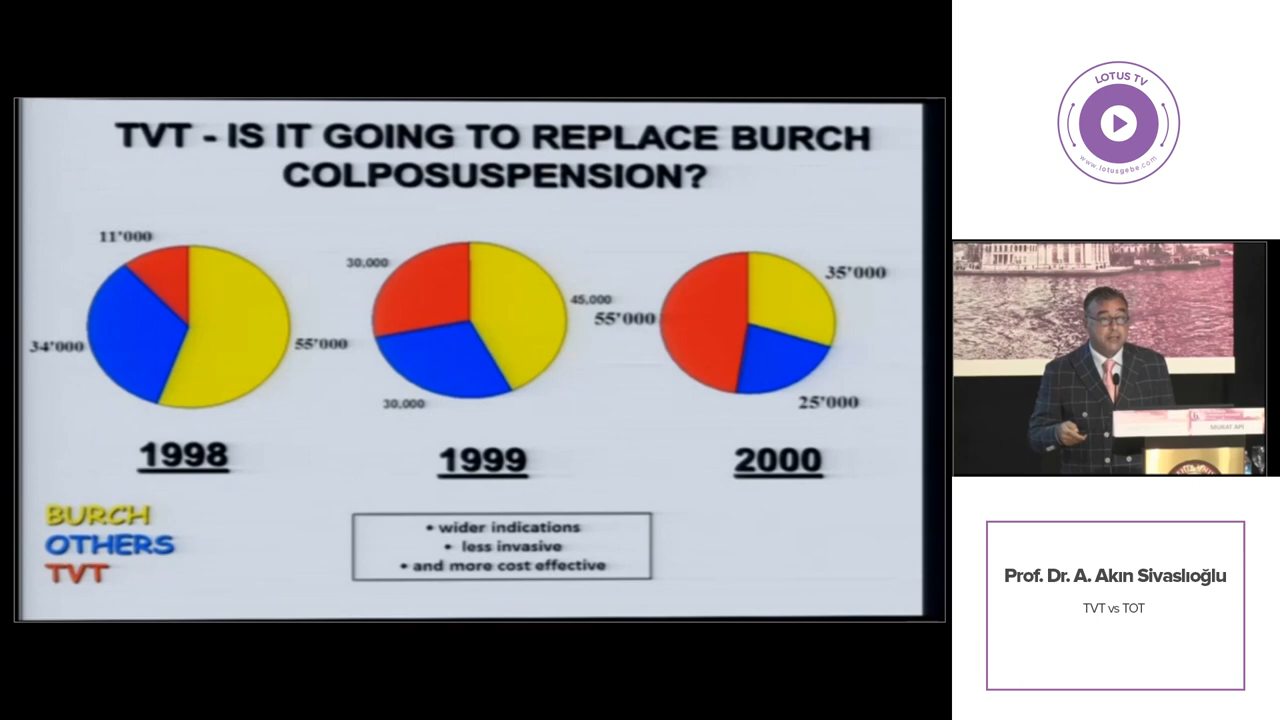 TVT - IS IT GOING TO REPLACE BURCH
COLPOSUSPENSION?
11'000
34'000
55'000
1998
30,000
45,000
30,000
1999
55'000
35'000
25'000
2000
BURCH
OTHERS
TVT
• wider indications
• less invasive
• and more cost effective
LOTUS TV
www.lotusgebe.com
MURAT API
Prof. Dr. A. Akın Sivaslıoğlu
TVT vs TOT